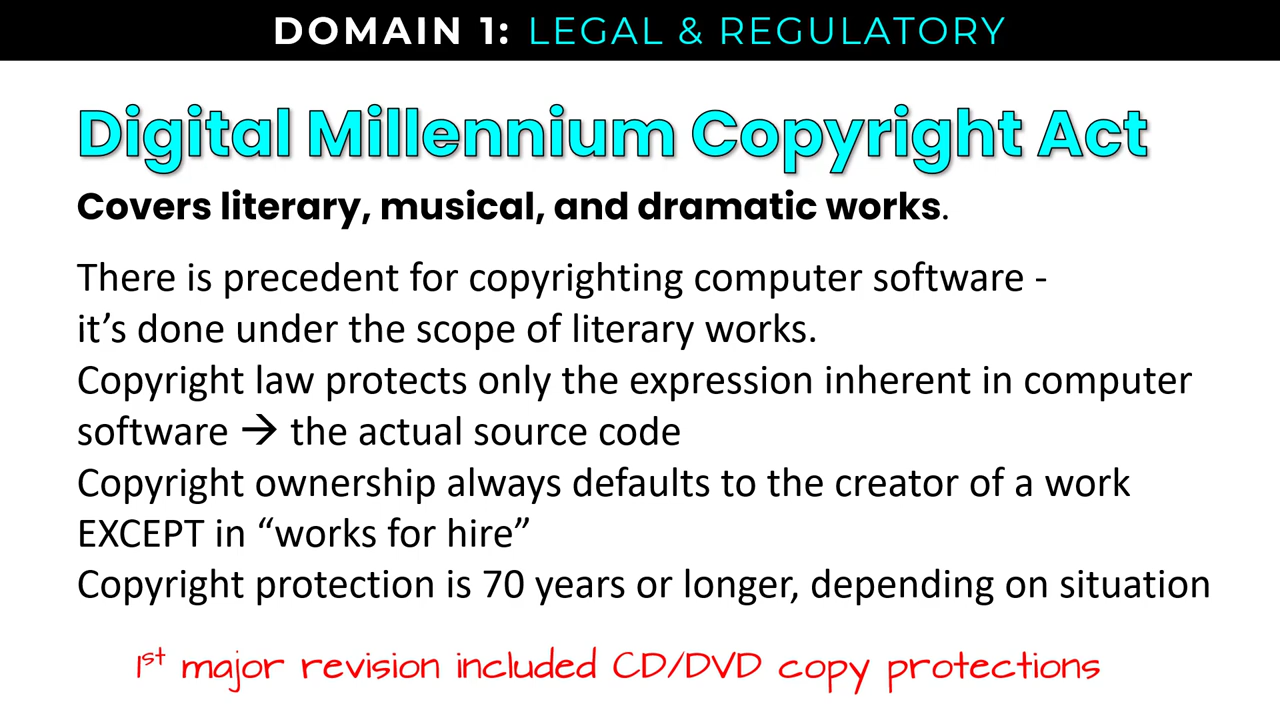 DOMAIN 1: LEGAL & REGULATORY
Digital Millennium Copyright Act
Covers literary, musical, and dramatic works.
There is precedent for copyrighting computer software -
it’s done under the scope of literary works.
Copyright law protects only the expression inherent in computer
software → the actual source code
Copyright ownership always defaults to the creator of a work
EXCEPT in “works for hire”
Copyright protection is 70 years or longer, depending on situation
1st major revision included CD/DVD copy protections